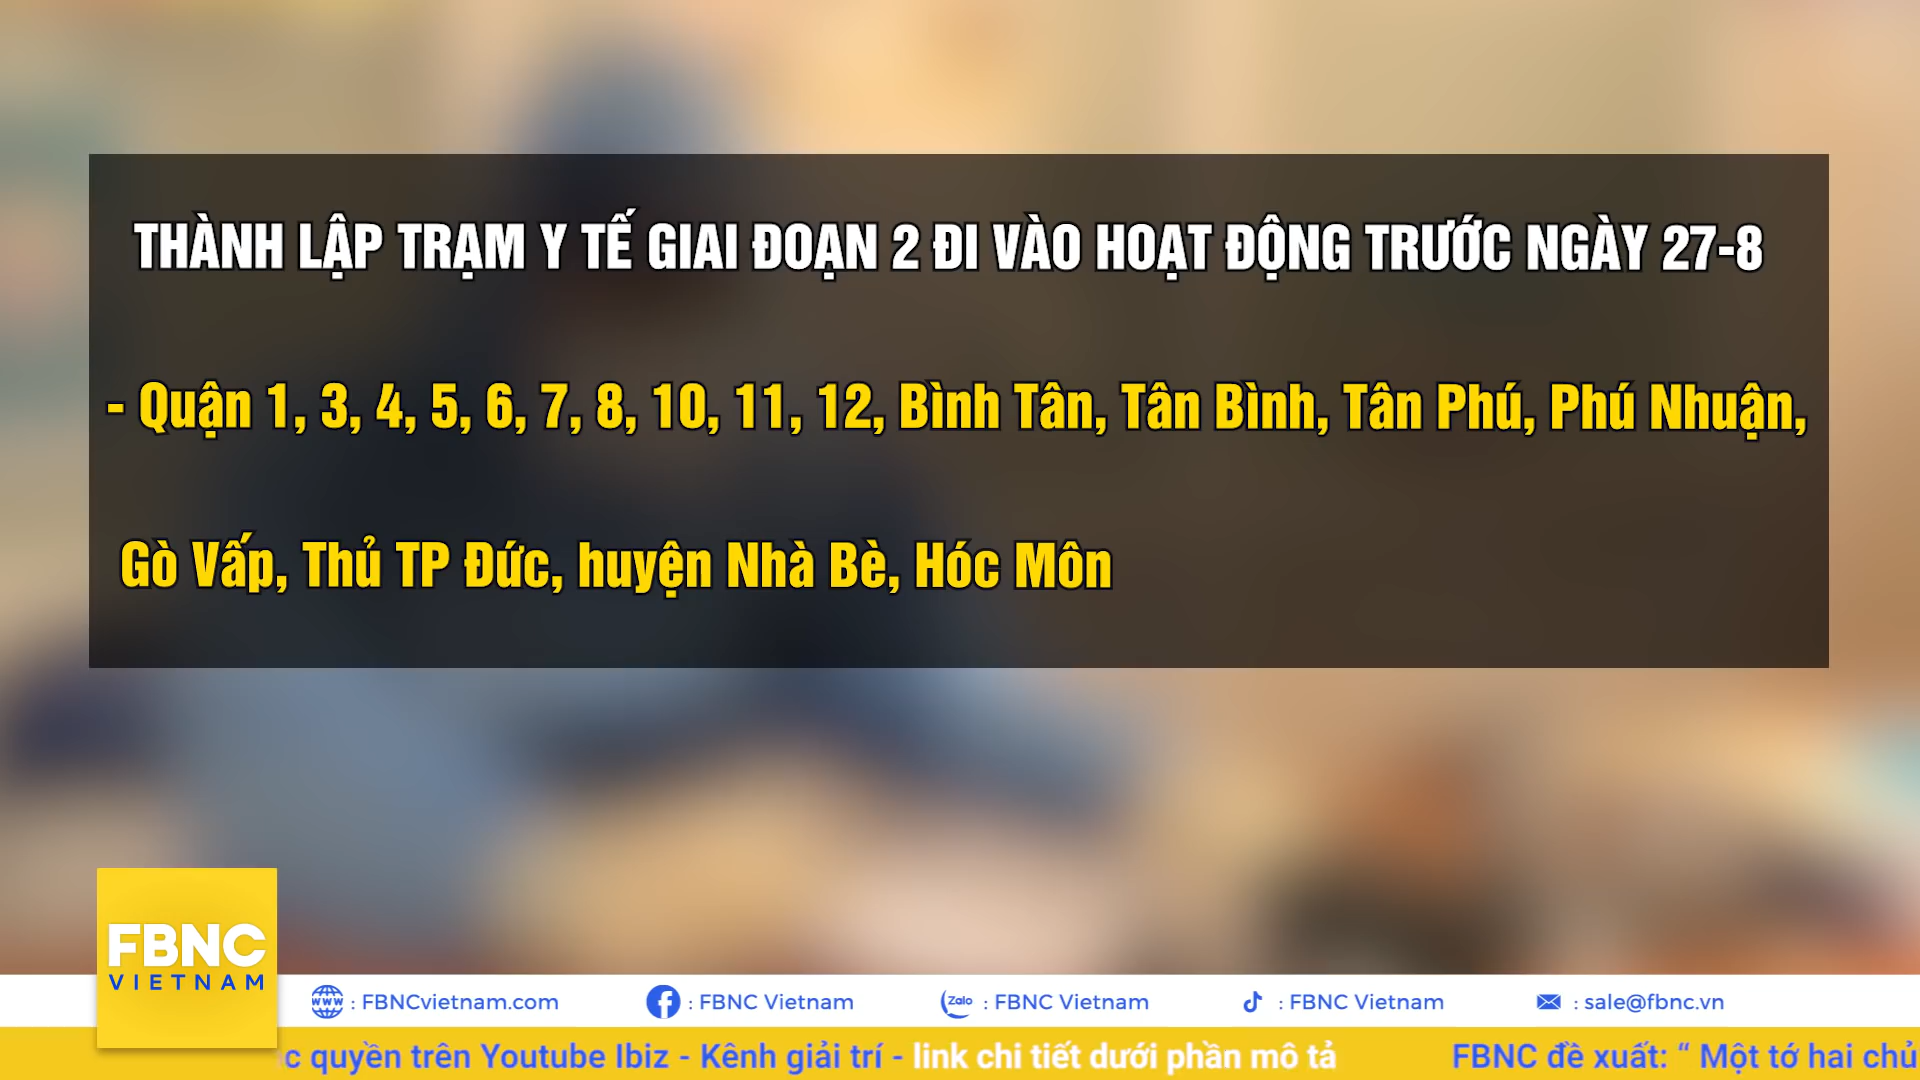 THÀNH LẬP TRẠM Y TẾ GIAI ĐOẠN 2 ĐI VÀO HOẠT ĐỘNG TRƯỚC NGÀY 27-8
- Quận 1, 3, 4, 5, 6, 7, 8, 10, 11, 12, Bình Tân, Tân Bình, Tân Phú, Phú Nhuận,
Gò Vấp, Thủ TP Đức, huyện Nhà Bè, Hóc Môn
FBNC
VIETNAM
www : FBNCvietnam.com
f : FBNC Vietnam
Zalo : FBNC Vietnam
: FBNC Vietnam
: sale@fbnc.vn
c quyền trên Youtube Ibiz - Kênh giải trí - link chi tiết dưới phần mô tả
FBNC đề xuất: “ Một tớ hai chủ